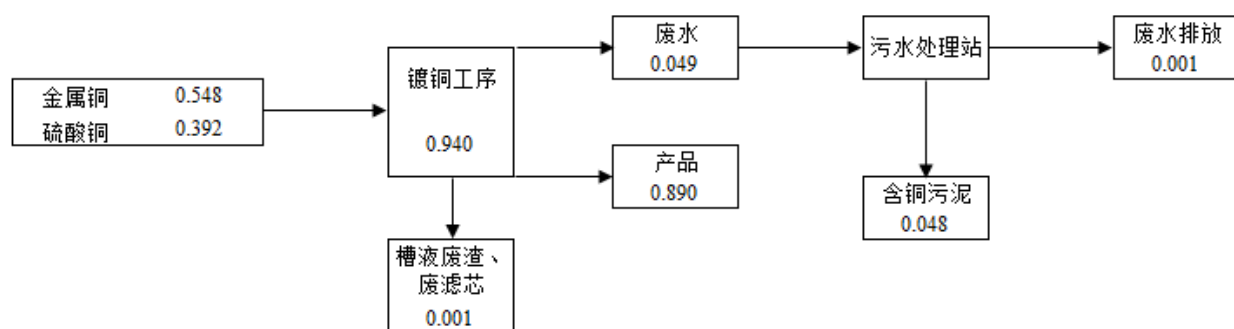 金属铜 0.548
硫酸铜 0.392
镀铜工序
0.940
废水
0.049
产品
0.890
槽液废渣、
废滤芯
0.001
污水处理站
含铜污泥
0.048
废水排放
0.001